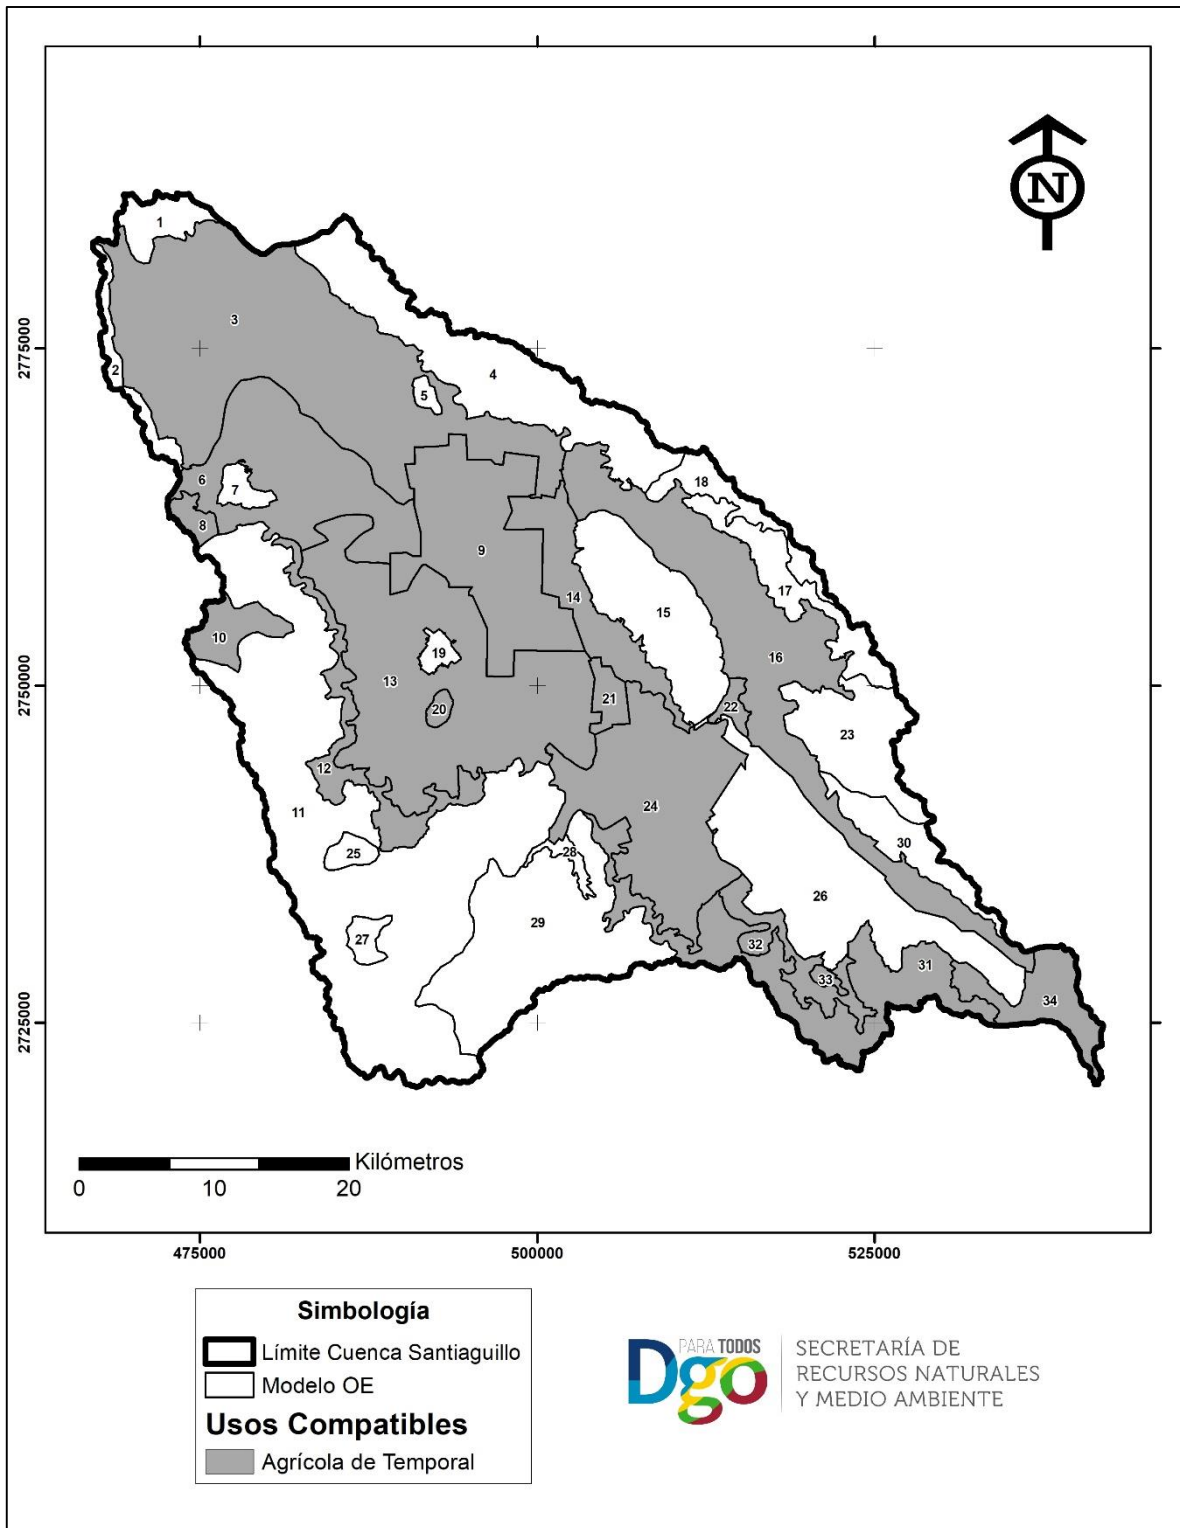 N
1
2
3
4
5
6
7
8
9
10
11
12
13
14
15
16
17
18
19
20
21
22
23
24
25
26
27
28
29
30
31
32
33
34
2775000
2750000
2725000
Kilómetros
0 10 20
475000 500000 525000
Simbología
Límite Cuenca Santiaguillo
Modelo OE
Usos Compatibles
Agrícola de Temporal
PARA TODOS
Dgo
SECRETARÍA DE
RECURSOS NATURALES
Y MEDIO AMBIENTE